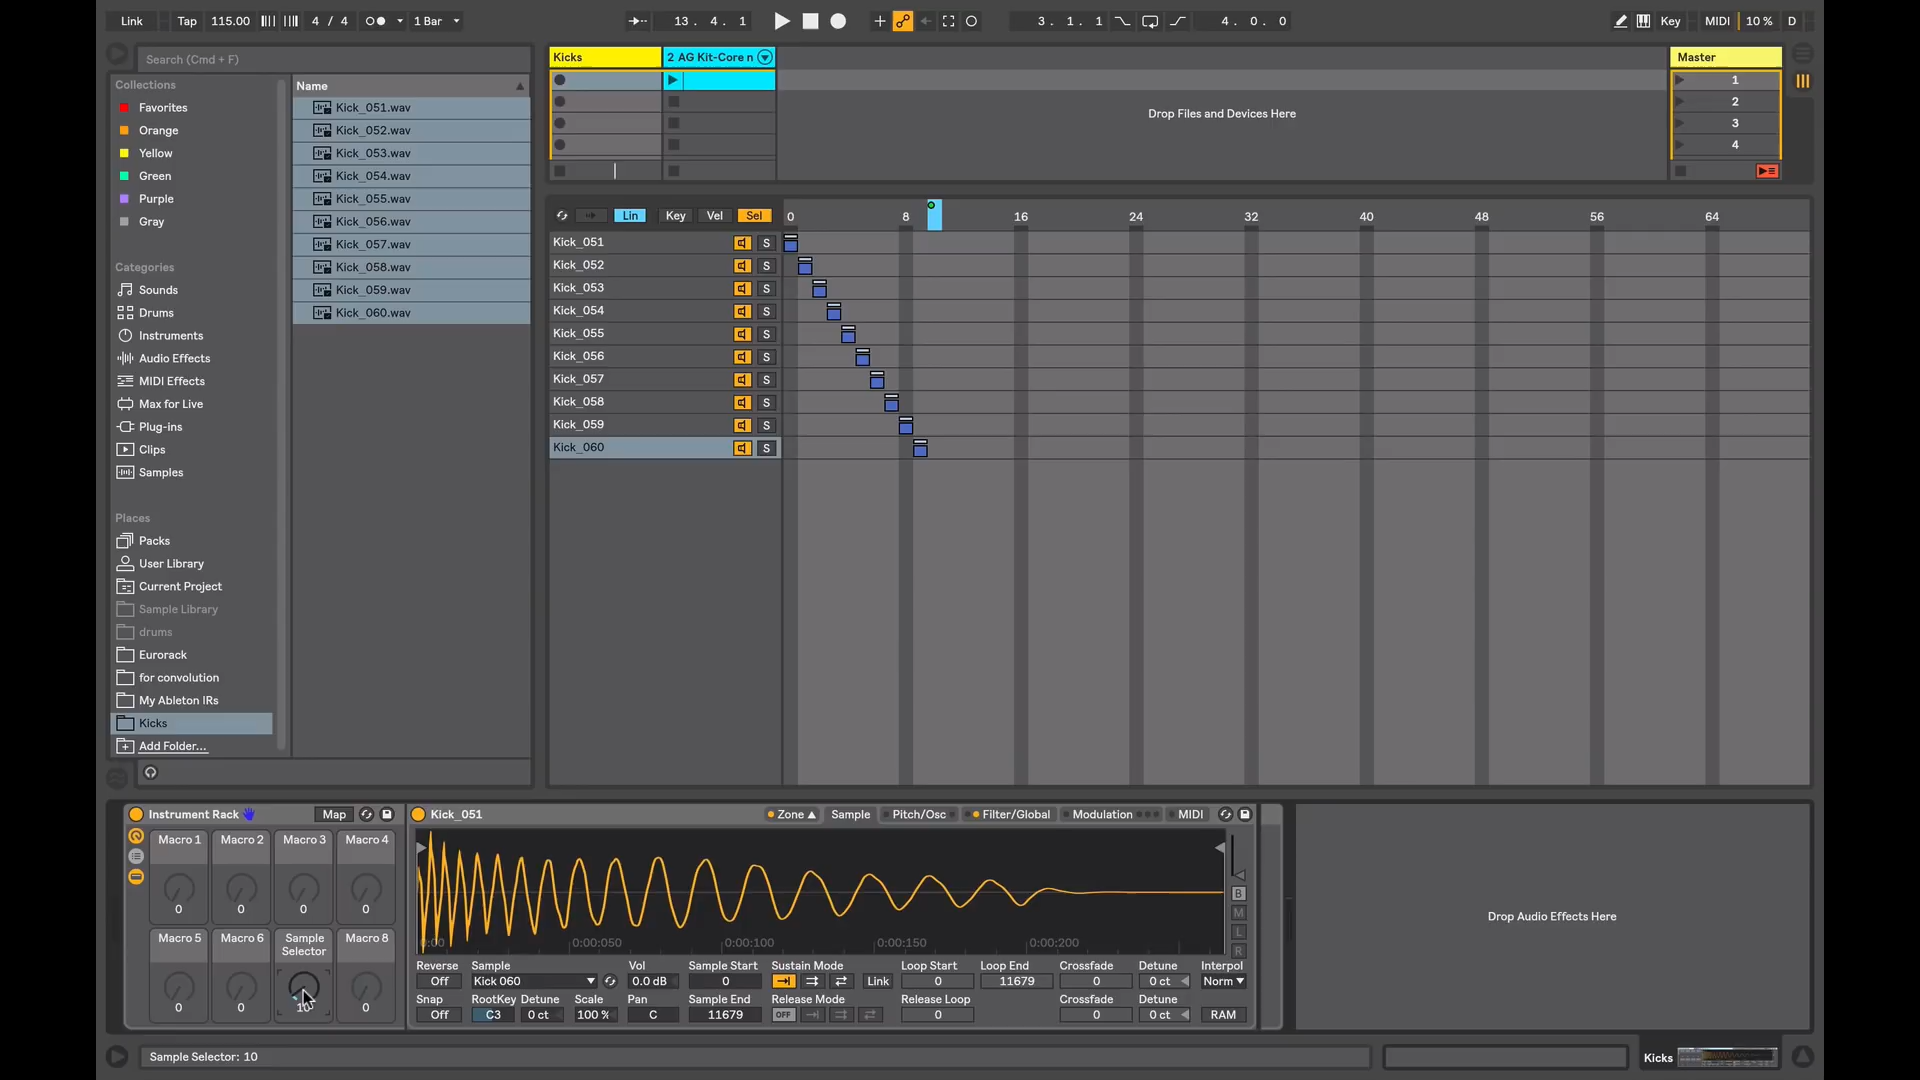 Link Tap 115.00 4 / 4 1 Bar 13. 4. 1 3. 1. 1 4. 0. 0 Key MIDI 10 % D
Search (Cmd + F)
Collections
Favorites
Orange
Yellow
Green
Purple
Gray
Categories
Sounds
Drums
Instruments
Audio Effects
MIDI Effects
Max for Live
Plug-ins
Clips
Samples
Places
Packs
User Library
Current Project
Sample Library
drums
Eurorack
for convolution
My Ableton IRs
Kicks
Add Folder...
Name
Kick_051.wav
Kick_052.wav
Kick_053.wav
Kick_054.wav
Kick_055.wav
Kick_056.wav
Kick_057.wav
Kick_058.wav
Kick_059.wav
Kick_060.wav
Kicks 2 AG Kit-Core n Master
1
2
3
4
Drop Files and Devices Here
Lin Key Vel Sel 0 8 16 24 32 40 48 56 64
Kick_051 S
Kick_052 S
Kick_053 S
Kick_054 S
Kick_055 S
Kick_056 S
Kick_057 S
Kick_058 S
Kick_059 S
Kick_060 S
Instrument Rack Map
Macro 1 Macro 2 Macro 3 Macro 4
0 0 0 0
Macro 5 Macro 6 Sample Selector Macro 8
0 0 10 0
Kick_051 Zone Sample Pitch/Osc Filter/Global Modulation MIDI
B
M
L
R
0:00 0:00:050 0:00:100 0:00:150 0:00:200
Reverse Sample Vol Sample Start Sustain Mode Loop Start Loop End Crossfade Detune Interpol
Off Kick 060 0.0 dB 0 Link 0 11679 0 0 ct Norm
Snap RootKey Detune Scale Pan Sample End Release Mode Release Loop Crossfade Detune
Off C3 0 ct 100 % C 11679 OFF 0 0 0 ct RAM
Drop Audio Effects Here
Sample Selector: 10
Kicks